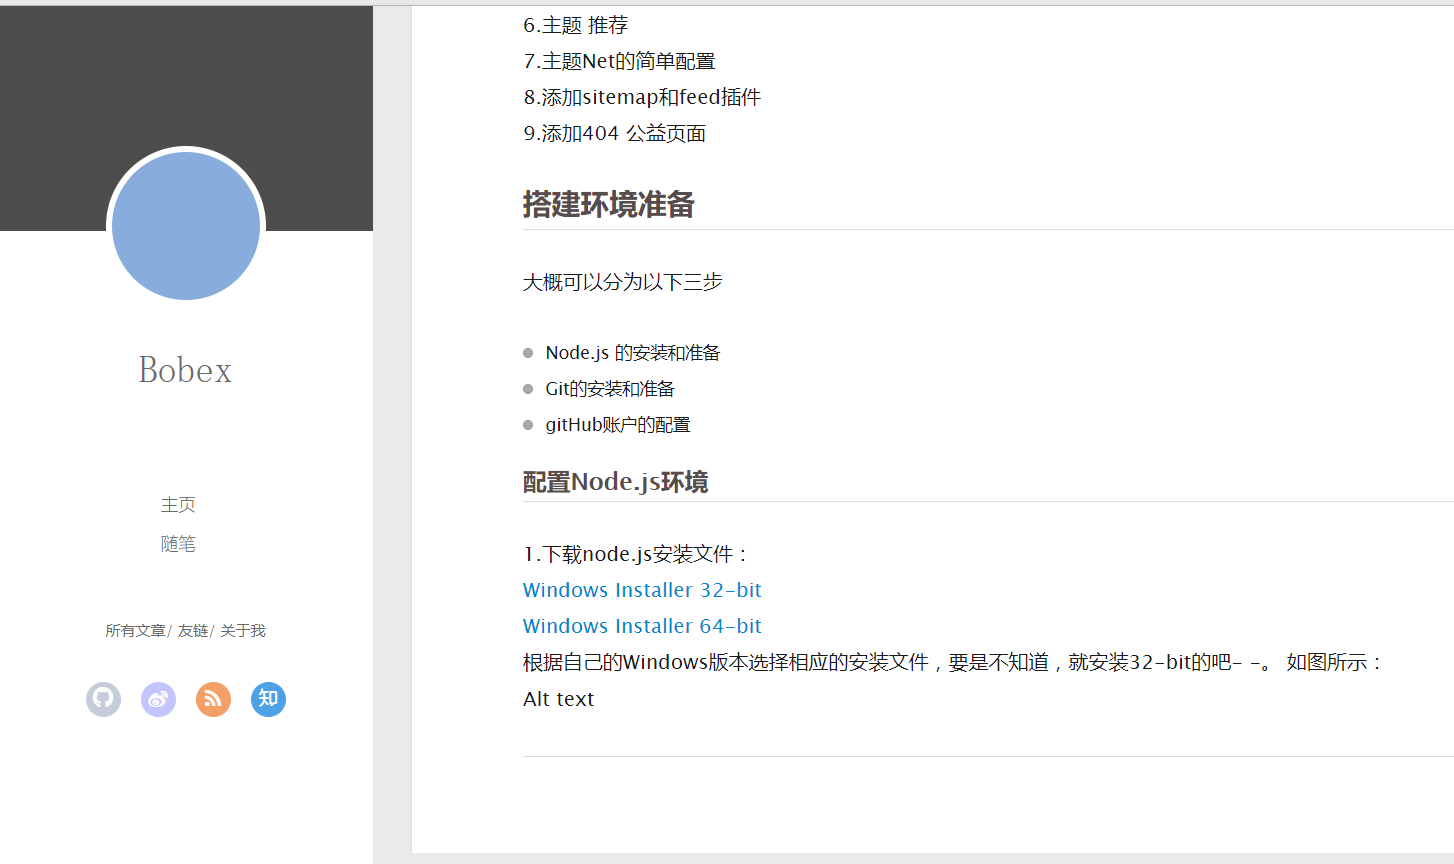 Bobex
主页
随笔
所有文章/ 友链/ 关于我
知
6.主题 推荐
7.主题Net的简单配置
8.添加sitemap和feed插件
9.添加404 公益页面
搭建环境准备
大概可以分为以下三步
Node.js 的安装和准备
Git的安装和准备
gitHub账户的配置
配置Node.js环境
1.下载node.js安装文件：
Windows Installer 32-bit
Windows Installer 64-bit
根据自己的Windows版本选择相应的安装文件，要是不知道，就安装32-bit的吧- -。 如图所示：
Alt text